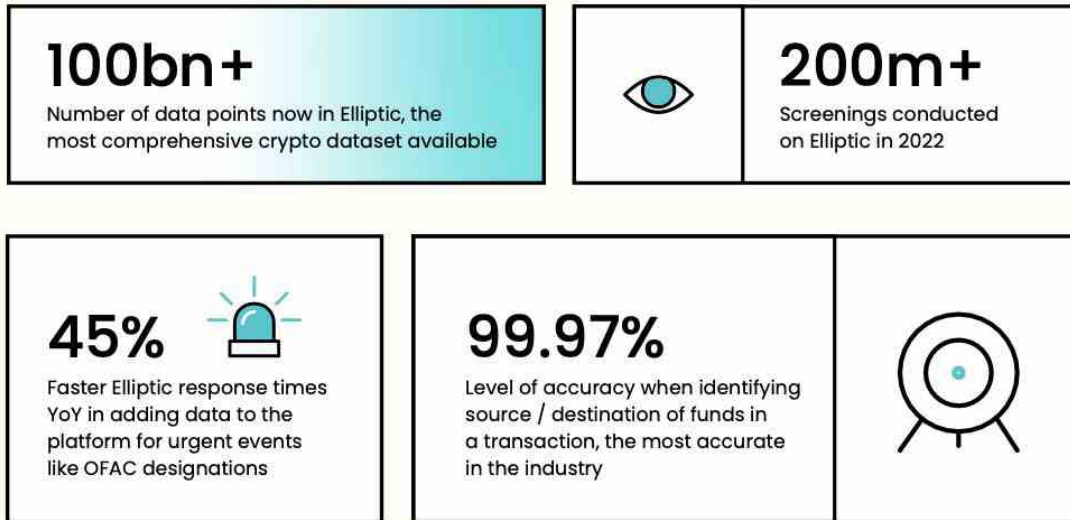 100bn+
Number of data points now in Elliptic, the
most comprehensive crypto dataset available
200m+
Screenings conducted
on Elliptic in 2022
45%
Faster Elliptic response times
YoY in adding data to the
platform for urgent events
like OFAC designations
99.97%
Level of accuracy when identifying
source / destination of funds in
a transaction, the most accurate
in the industry